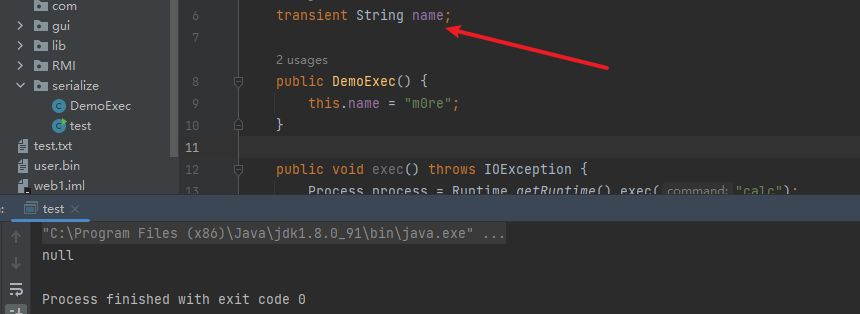 com
gui
lib
RMI
serialize
DemoExec
test
test.txt
user.bin
web1.iml
6 transient String name;
7
2 usages
8 public DemoExec() {
9 this.name = "m0re";
10 }
11
12 public void exec() throws IOException {
13 Process process = Runtime.getRuntime().exec( command: "calc");
: test ×
"C:\Program Files (x86)\Java\jdk1.8.0_91\bin\java.exe" ...
null
Process finished with exit code 0